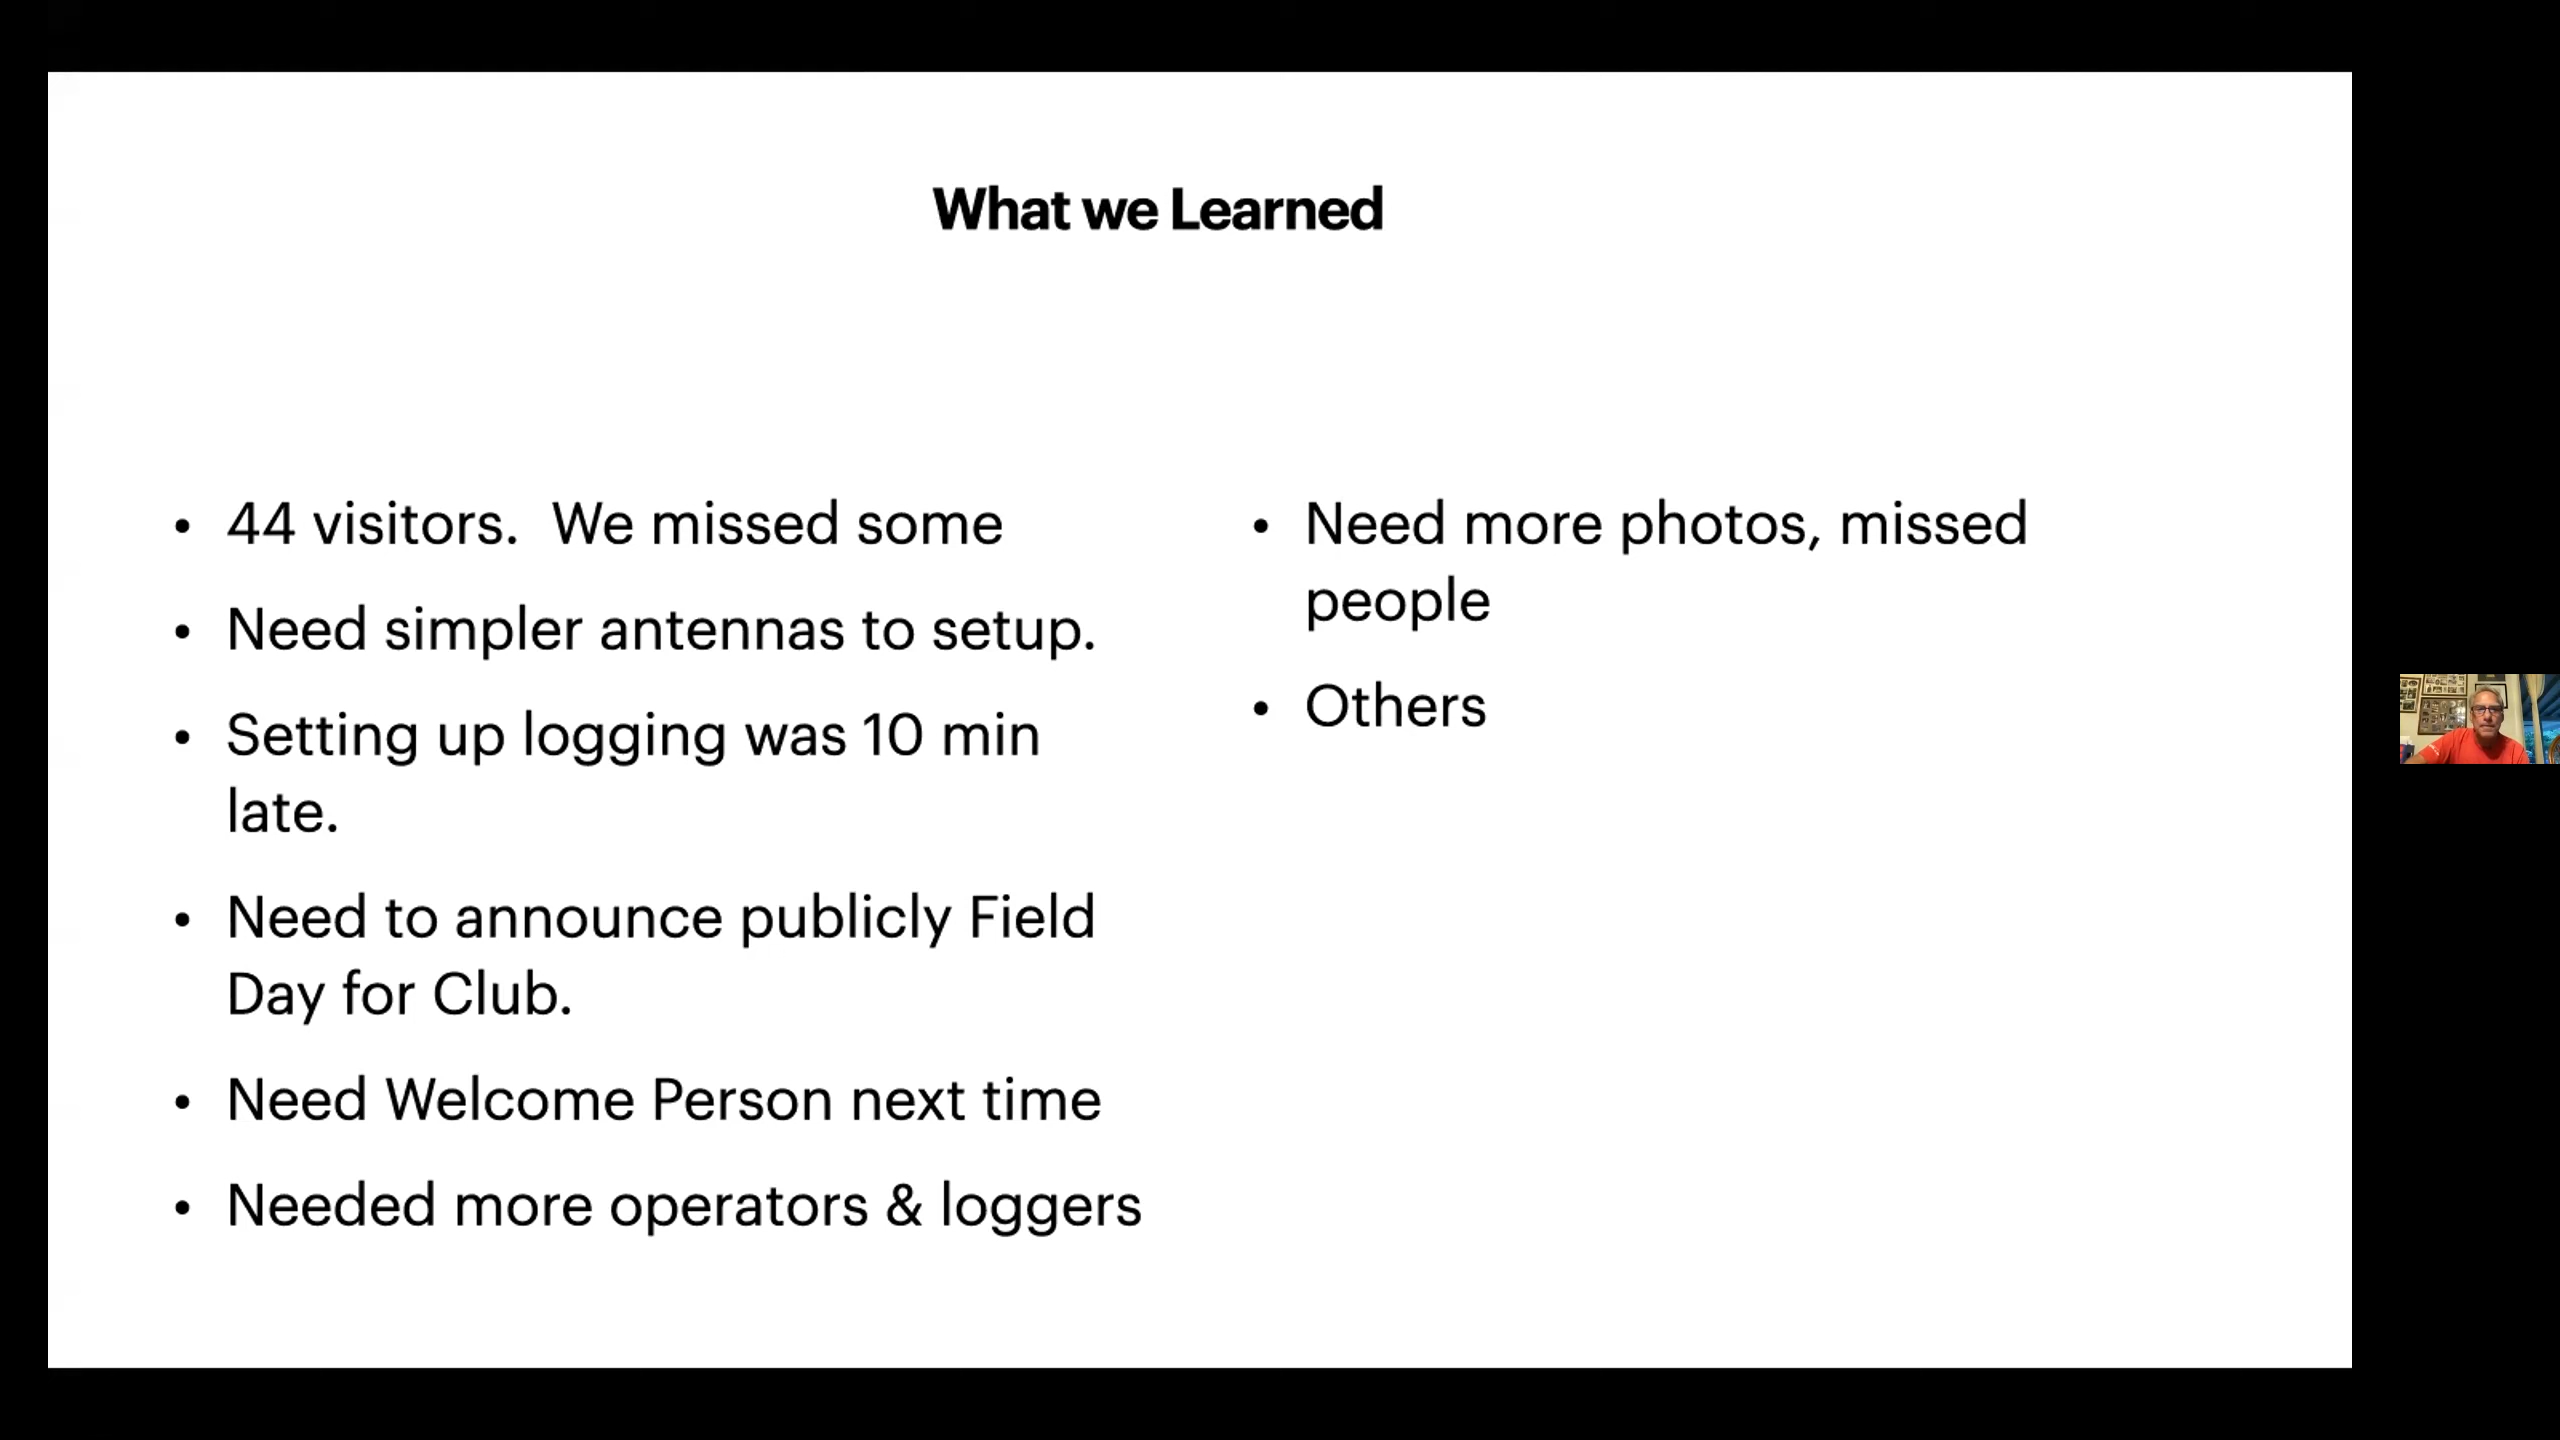 What we Learned
• 44 visitors.  We missed some
• Need simpler antennas to setup.
• Setting up logging was 10 min
late.
• Need to announce publicly Field
Day for Club.
• Need Welcome Person next time
• Needed more operators & loggers
• Need more photos, missed
people
• Others